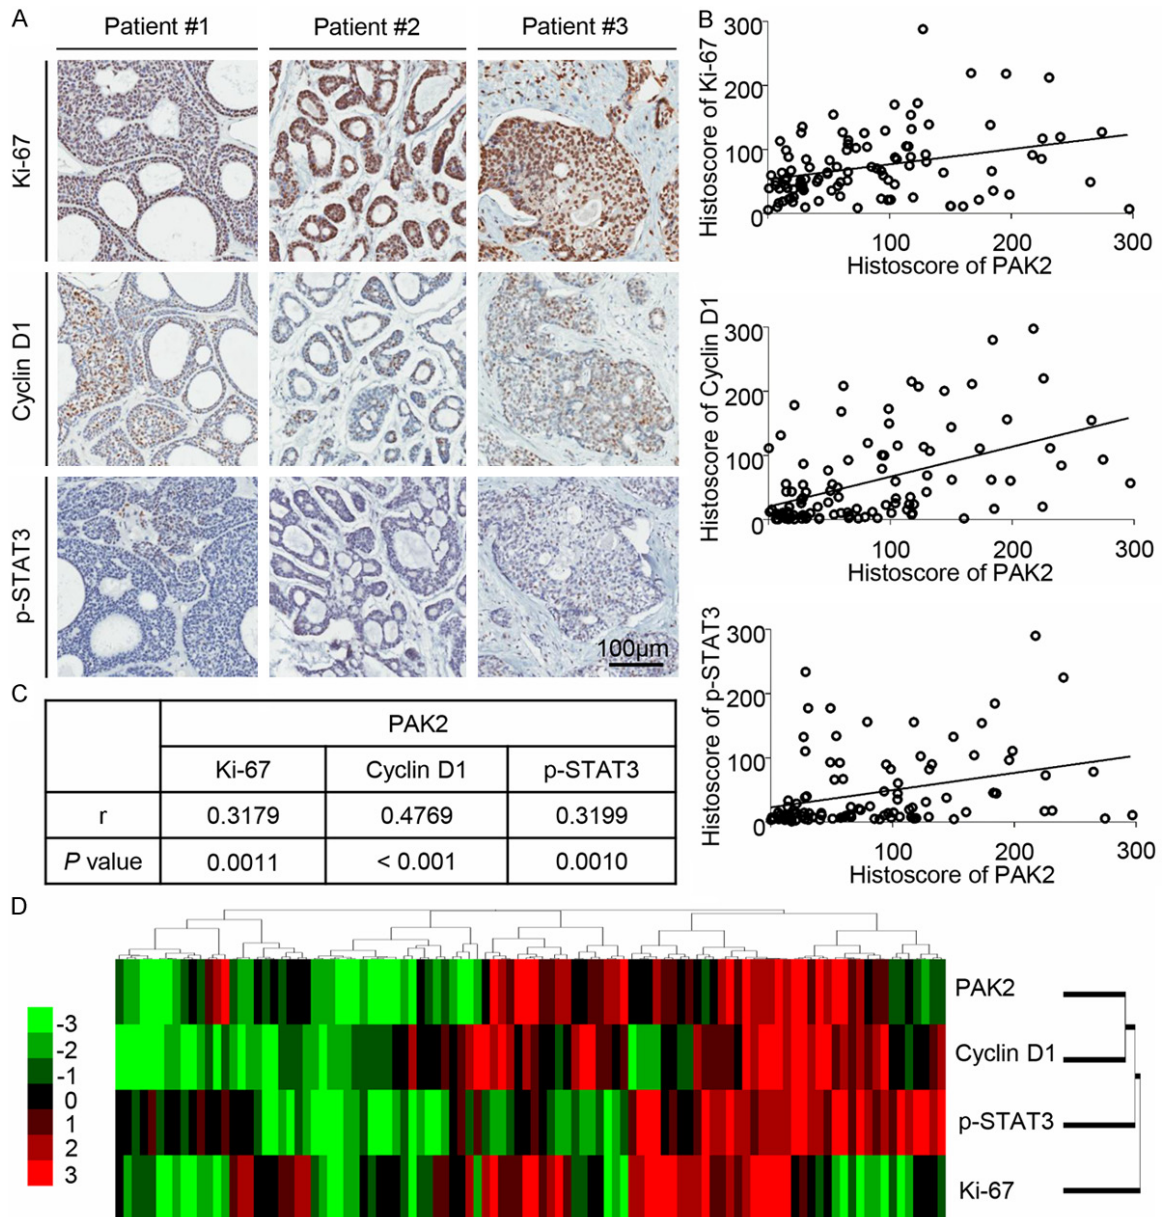 A
Patient #1 Patient #2 Patient #3
Ki-67
Cyclin D1
p-STAT3
100μm
B
Histoscore of Ki-67
300
200
100
0
100 200 300
Histoscore of PAK2
Histoscore of Cyclin D1
300
200
100
0
100 200 300
Histoscore of PAK2
Histoscore of p-STAT3
300
200
100
0
100 200 300
Histoscore of PAK2
C
PAK2
Ki-67 Cyclin D1 p-STAT3
r 0.3179 0.4769 0.3199
P value 0.0011 < 0.001 0.0010
D
-3
-2
-1
0
1
2
3
PAK2
Cyclin D1
p-STAT3
Ki-67